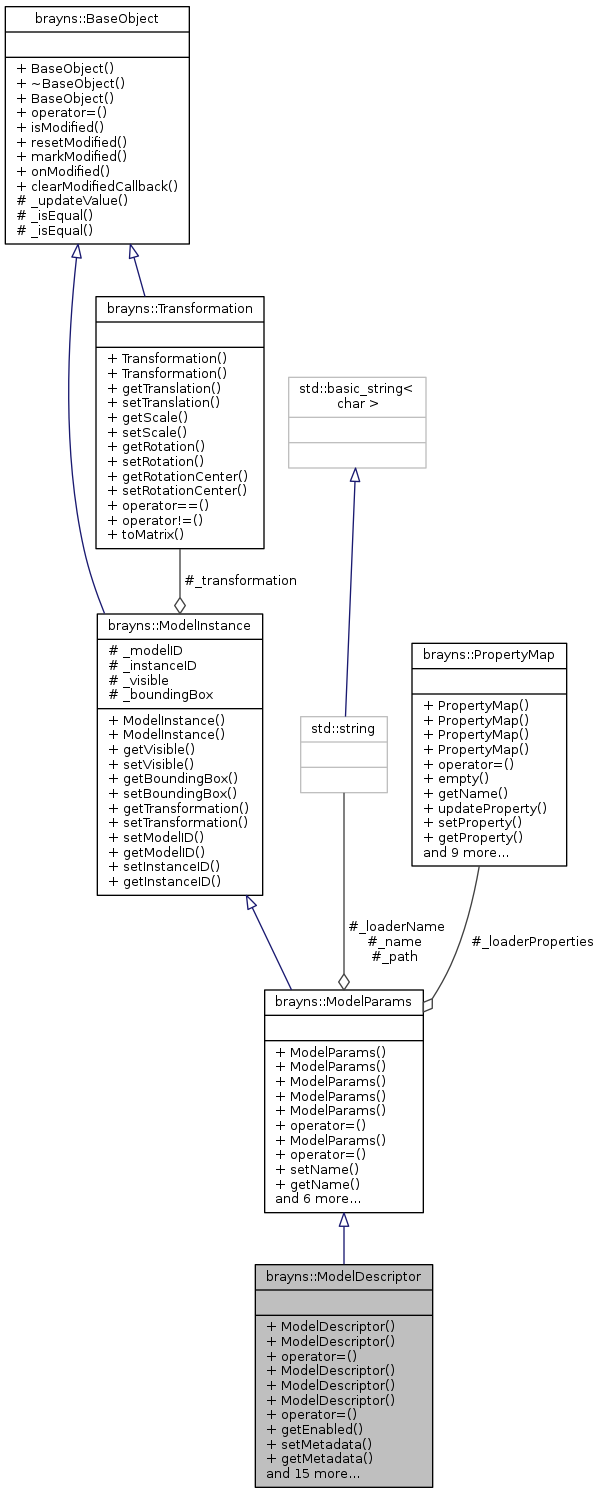 brayns::BaseObject
+ BaseObject()
+ ~BaseObject()
+ BaseObject()
+ operator=()
+ isModified()
+ resetModified()
+ markModified()
+ onModified()
+ clearModifiedCallback()
# _updateValue()
# _isEqual()
# _isEqual()
brayns::Transformation
+ Transformation()
+ Transformation()
+ getTranslation()
+ setTranslation()
+ getScale()
+ setScale()
+ getRotation()
+ setRotation()
+ getRotationCenter()
+ setRotationCenter()
+ operator==()
+ operator!=()
+ toMatrix()
std::basic_string<
char >
#_transformation
brayns::ModelInstance
# _modelID
# _instanceID
# _visible
# _boundingBox
+ ModelInstance()
+ ModelInstance()
+ getVisible()
+ setVisible()
+ getBoundingBox()
+ setBoundingBox()
+ getTransformation()
+ setTransformation()
+ setModelID()
+ getModelID()
+ setInstanceID()
+ getInstanceID()
std::string
brayns::PropertyMap
+ PropertyMap()
+ PropertyMap()
+ PropertyMap()
+ PropertyMap()
+ operator=()
+ empty()
+ getName()
+ updateProperty()
+ setProperty()
+ getProperty()
and 9 more...
#_loaderName
#_name
#_path
#_loaderProperties
brayns::ModelParams
+ ModelParams()
+ ModelParams()
+ ModelParams()
+ ModelParams()
+ ModelParams()
+ operator=()
+ ModelParams()
+ operator=()
+ setName()
+ getName()
and 6 more...
brayns::ModelDescriptor
+ ModelDescriptor()
+ ModelDescriptor()
+ operator=()
+ ModelDescriptor()
+ ModelDescriptor()
+ ModelDescriptor()
+ operator=()
+ getEnabled()
+ setMetadata()
+ getMetadata()
and 15 more...